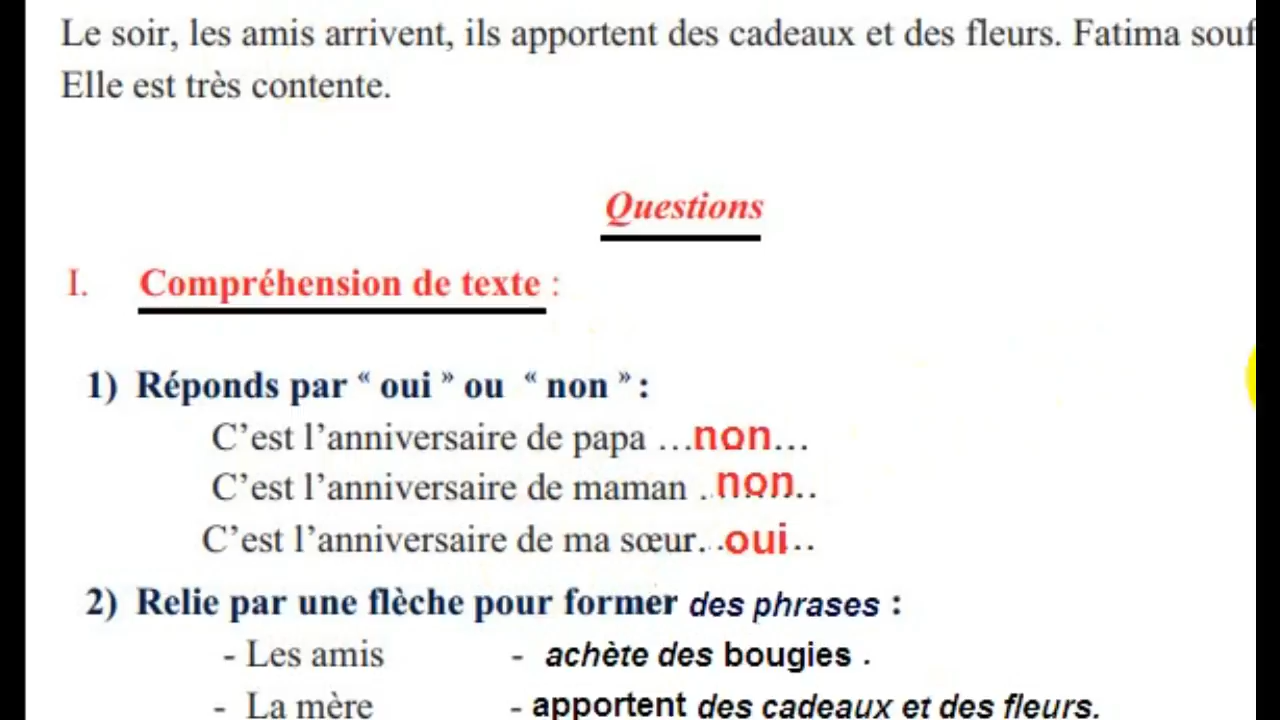 Le soir, les amis arrivent, ils apportent des cadeaux et des fleurs. Fatima
Elle est très contente.
Questions
I. Compréhension de texte :
1) Réponds par “ oui ” ou “ non ” :
C’est l’anniversaire de papa …non…
C’est l’anniversaire de maman ..non..
C’est l’anniversaire de ma sœur. .oui..
2) Relie par une flèche pour former des phrases :
- Les amis - achète des bougies .
- La mère - apportent des cadeaux et des fleurs.